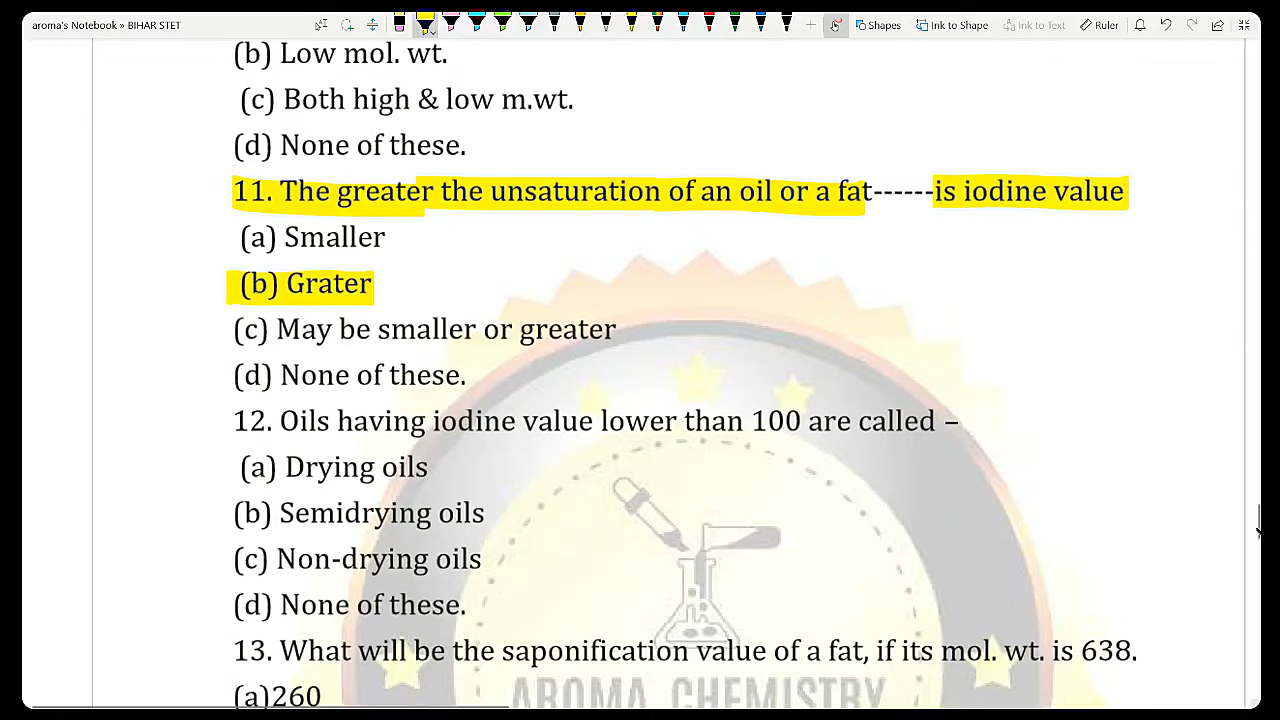 aroma's Notebook » BIHAR STET
Shapes
Ink to Shape
Ink to Text
Ruler
(b) Low mol. wt.
(c) Both high & low m.wt.
(d) None of these.
11. The greater the unsaturation of an oil or a fat------is iodine value
(a) Smaller
(b) Grater
(c) May be smaller or greater
(d) None of these.
12. Oils having iodine value lower than 100 are called –
(a) Drying oils
(b) Semidrying oils
(c) Non-drying oils
(d) None of these.
13. What will be the saponification value of a fat, if its mol. wt. is 638.
(a)260
AROMA CHEMISTRY